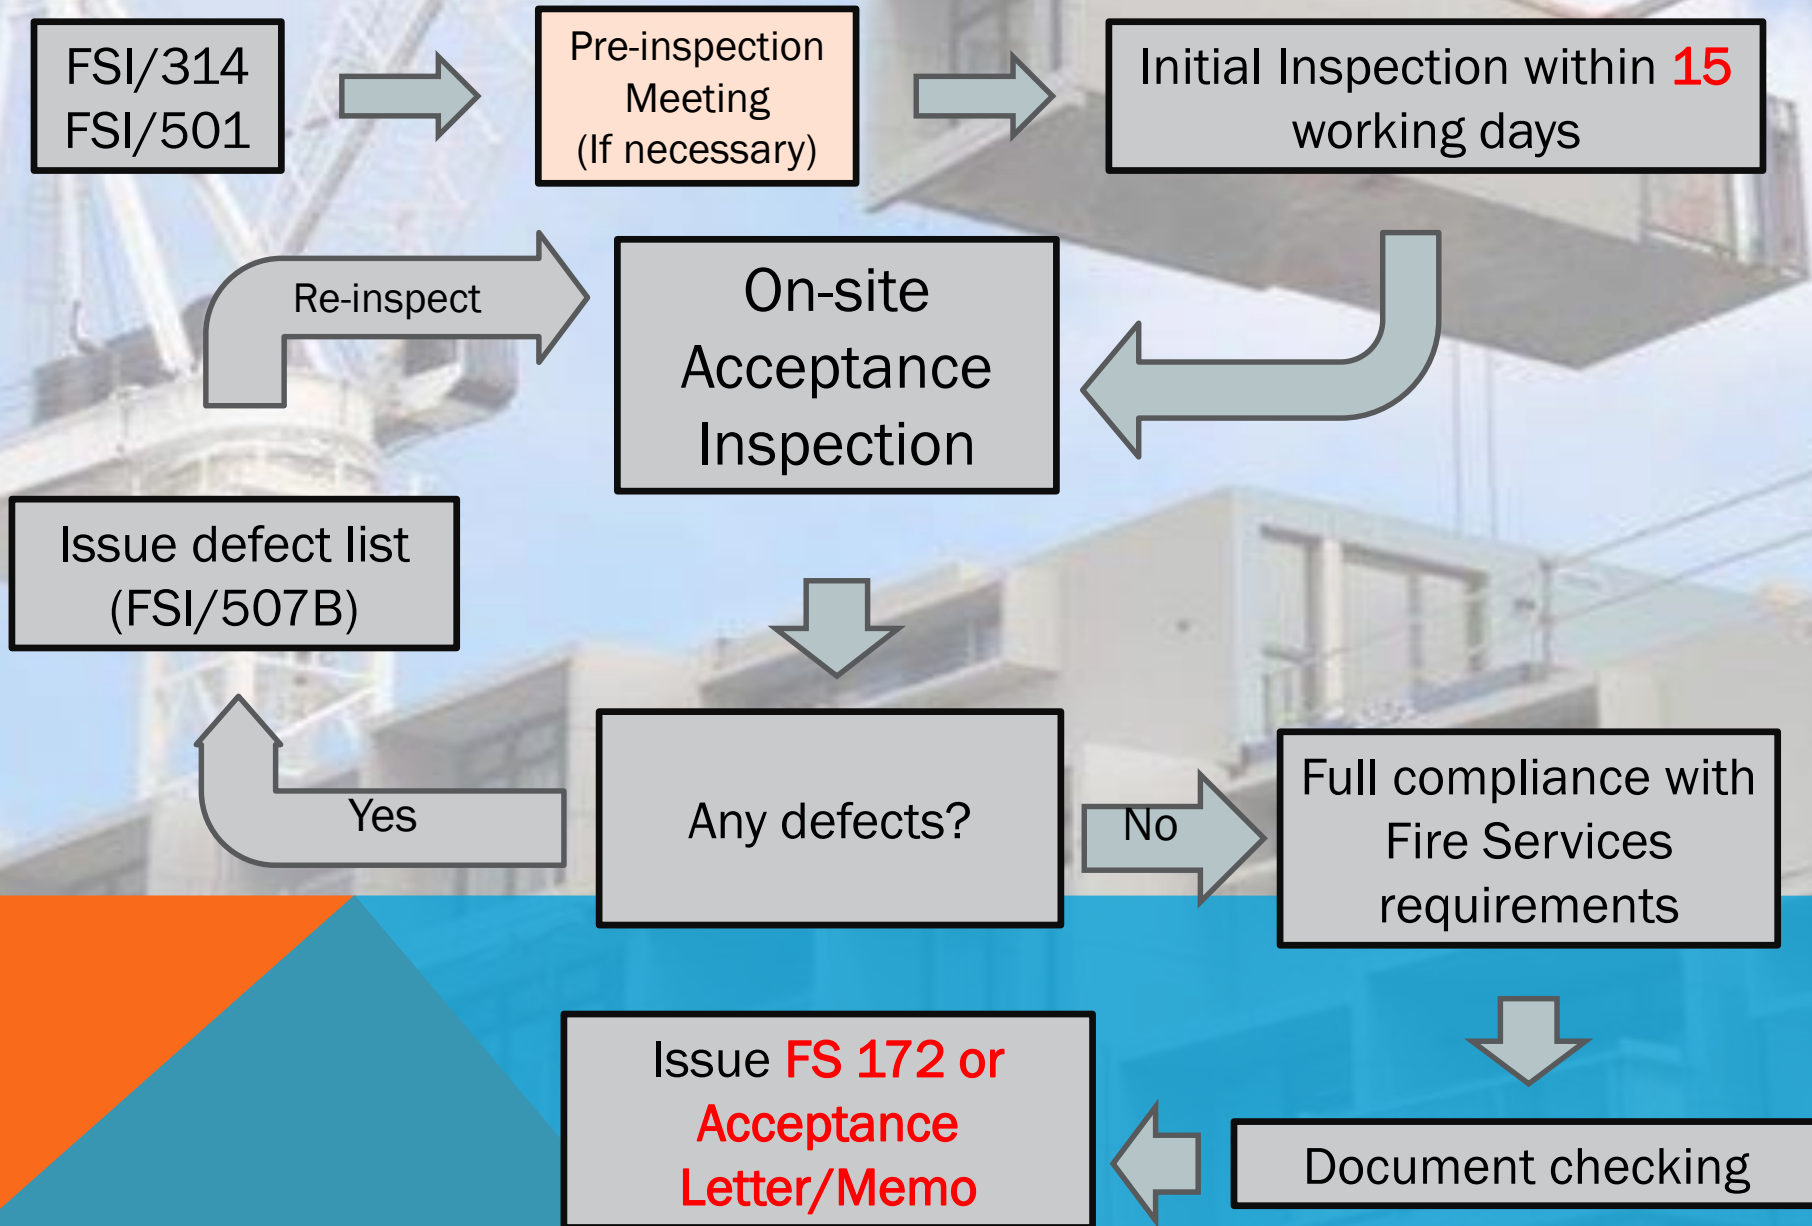 FSI/314
FSI/501
Pre-inspection
Meeting
(If necessary)
Initial Inspection within 15
working days
Re-inspect
On-site
Acceptance
Inspection
Issue defect list
(FSI/507B)
Yes
Any defects?
No
Full compliance with
Fire Services
requirements
Document checking
Issue FS 172 or
Acceptance
Letter/Memo